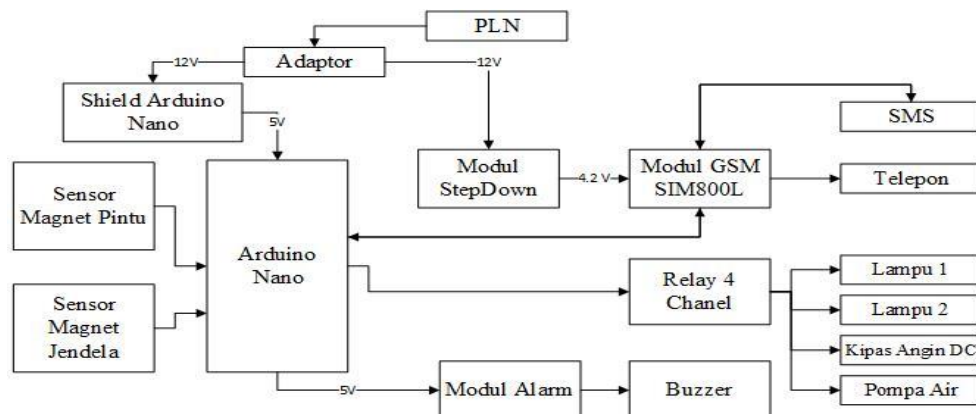 PLN
Adaptor
12V
12V
Shield Arduino
Nano
5V
SMS
Modul
StepDown
4.2 V
Modul GSM
SIM800L
Telepon
Sensor
Magnet Pintu
Arduino
Nano
Relay 4
Chanel
Lampu 1
Lampu 2
Kipas Angin DC
Pompa Air
Sensor
Magnet
Jendela
5V
Modul Alarm
Buzzer